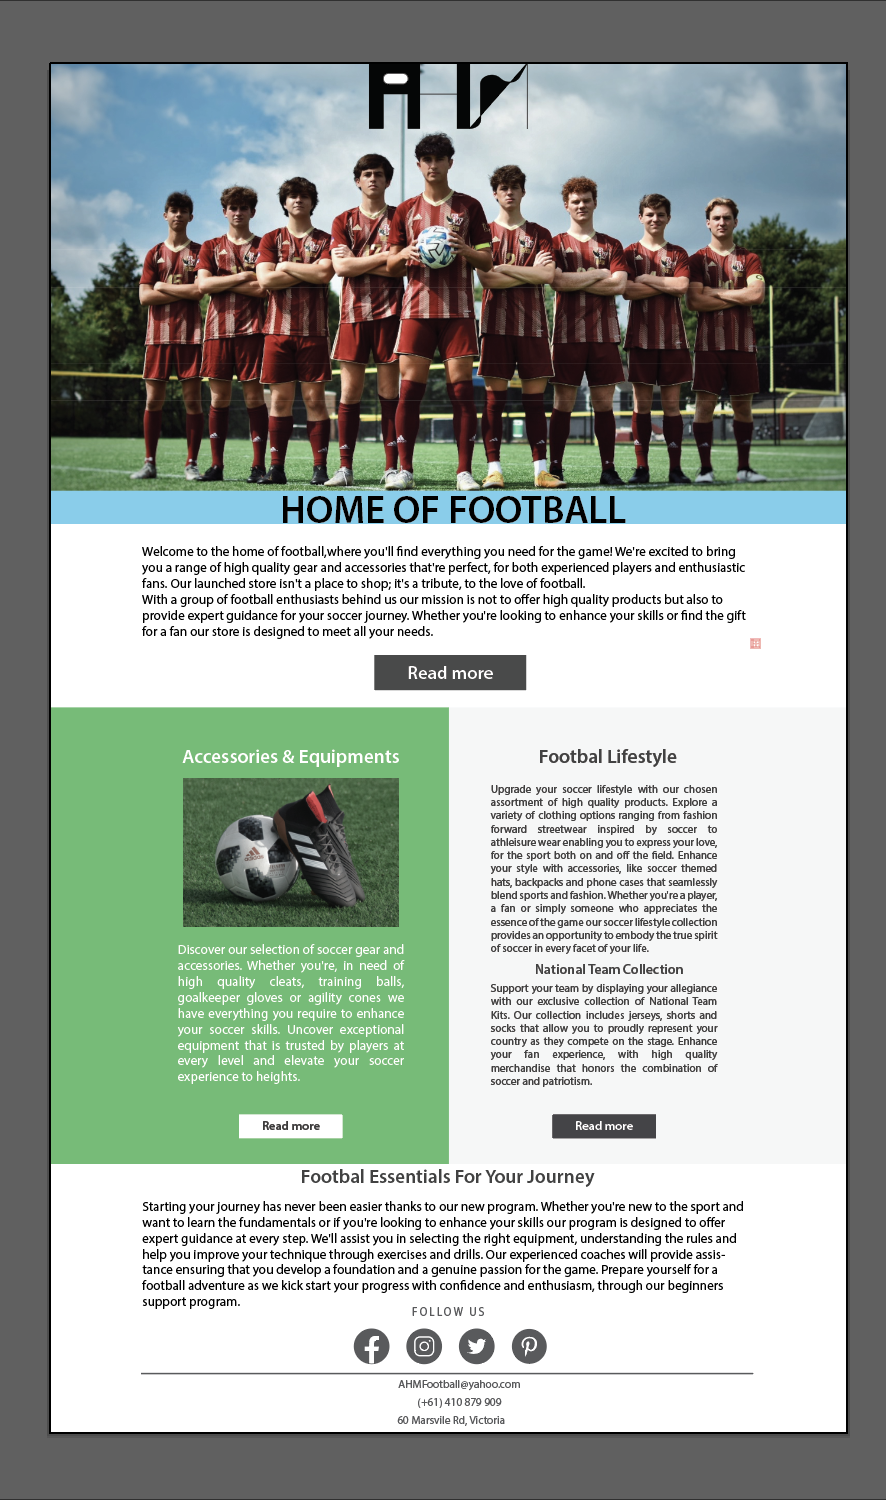 AHM
HOME OF FOOTBALL
Welcome to the home of football,where you'll find everything you need for the game! We're excited to bring
you a range of high quality gear and accessories that're perfect, for both experienced players and enthusiastic
fans. Our launched store isn't a place to shop; it's a tribute, to the love of football.
With a group of football enthusiasts behind us our mission is not to offer high quality products but also to
provide expert guidance for your soccer journey. Whether you're looking to enhance your skills or find the gift
for a fan our store is designed to meet all your needs.
Read more
Accessories & Equipments
Discover our selection of soccer gear and
accessories. Whether you're, in need of
high quality cleats, training balls,
goalkeeper gloves or agility cones we
have everything you require to enhance
your soccer skills. Uncover exceptional
equipment that is trusted by players at
every level and elevate your soccer
experience to heights.
Read more
Footbal Lifestyle
Upgrade your soccer lifestyle with our chosen
assortment of high quality products. Explore a
variety of clothing options ranging from fashion
forward streetwear inspired by soccer to
athleisure wear enabling you to express your love,
for the sport both on and off the field. Enhance
your style with accessories, like soccer themed
hats, backpacks and phone cases that seamlessly
blend sports and fashion. Whether you're a player,
a fan or simply someone who appreciates the
essence of the game our soccer lifestyle collection
provides an opportunity to embody the true spirit
of soccer in every facet of your life.
National Team Collection
Support your team by displaying your allegiance
with our exclusive collection of National Team
Kits. Our collection includes jerseys, shorts and
socks that allow you to proudly represent your
country as they compete on the stage. Enhance
your fan experience, with high quality
merchandise that honors the combination of
soccer and patriotism.
Read more
Footbal Essentials For Your Journey
Starting your journey has never been easier thanks to our new program. Whether you're new to the sport and
want to learn the fundamentals or if you're looking to enhance your skills our program is designed to offer
expert guidance at every step. We'll assist you in selecting the right equipment, understanding the rules and
help you improve your technique through exercises and drills. Our experienced coaches will provide assis-
tance ensuring that you develop a foundation and a genuine passion for the game. Prepare yourself for a
football adventure as we kick start your progress with confidence and enthusiasm, through our beginners
support program.
FOLLOW US
AHMFootball@yahoo.com
(+61) 410 879 909
60 Marsvile Rd, Victoria